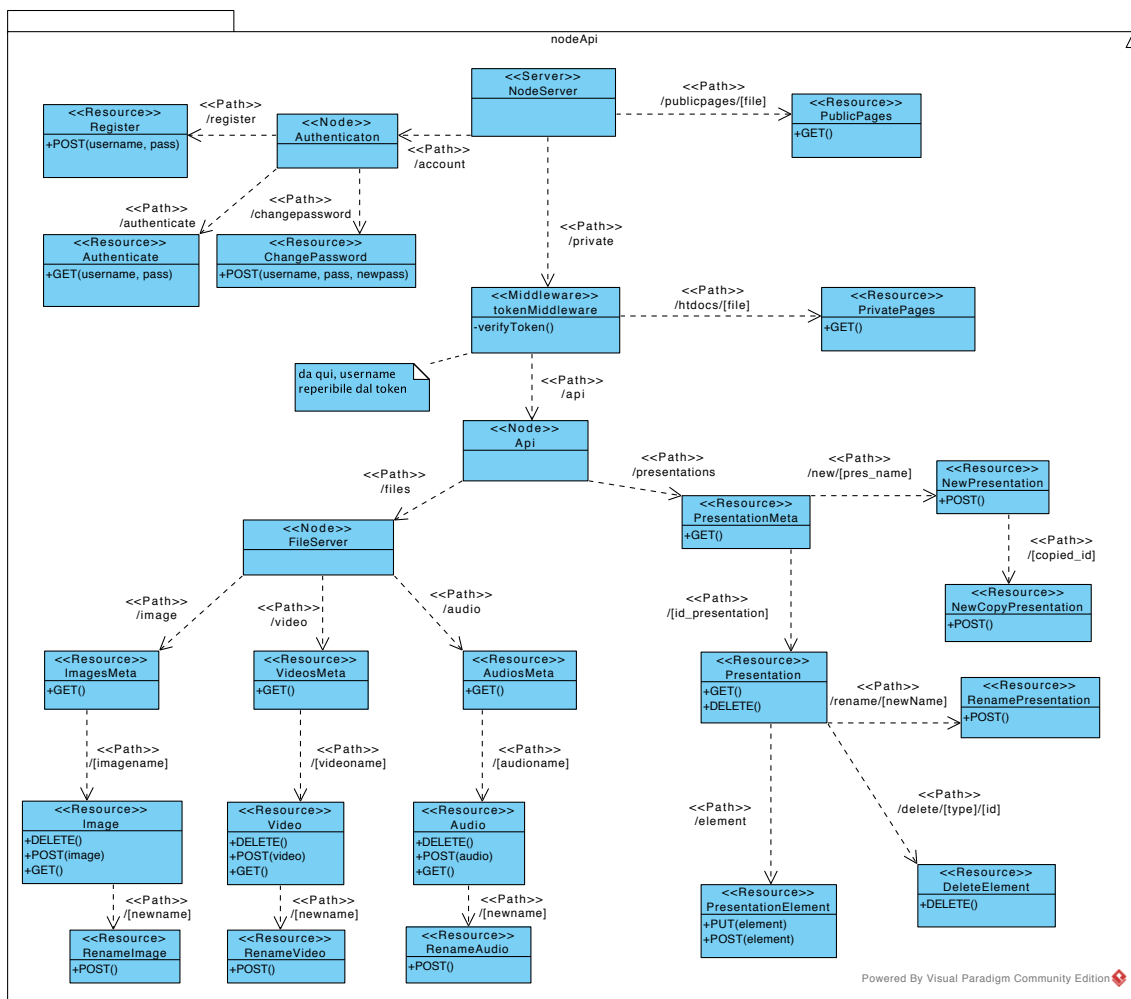 nodeApi
<<Server>>
NodeServer
<<Path>>
/publicpages/[file]
<<Resource>>
PublicPages
+GET()
<<Resource>>
Register
+POST(username, pass)
<<Path>>
/register
<<Node>>
Authenticaton
<<Path>>
/account
<<Path>>
/authenticate
<<Path>>
/changepassword
<<Path>>
/private
<<Resource>>
Authenticate
+GET(username, pass)
<<Resource>>
ChangePassword
+POST(username, pass, newpass)
<<Middleware>>
tokenMiddleware
-verifyToken()
<<Path>>
/htdocs/[file]
<<Resource>>
PrivatePages
+GET()
da qui, username
reperibile dal token
<<Path>>
/api
<<Node>>
Api
<<Path>>
/files
<<Path>>
/presentations
<<Resource>>
PresentationMeta
+GET()
<<Path>>
/new/[pres_name]
<<Resource>>
NewPresentation
+POST()
<<Path>>
/[copied_id]
<<Resource>>
NewCopyPresentation
+POST()
<<Node>>
FileServer
<<Path>>
/image
<<Path>>
/video
<<Path>>
/audio
<<Path>>
/[id_presentation]
<<Resource>>
ImagesMeta
+GET()
<<Resource>>
VideosMeta
+GET()
<<Resource>>
AudiosMeta
+GET()
<<Resource>>
Presentation
+GET()
+DELETE()
<<Path>>
/rename/[newName]
<<Resource>>
RenamePresentation
+POST()
<<Path>>
/[imagename]
<<Path>>
/[videoname]
<<Path>>
/[audioname]
<<Path>>
/element
<<Path>>
/delete/[type]/[id]
<<Resource>>
Image
+DELETE()
+POST(image)
+GET()
<<Resource>>
Video
+DELETE()
+POST(video)
+GET()
<<Resource>>
Audio
+DELETE()
+POST(audio)
+GET()
<<Resource>>
PresentationElement
+PUT(element)
+POST(element)
<<Resource>>
DeleteElement
+DELETE()
<<Path>>
/[newname]
<<Path>>
/[newname]
<<Path>>
/[newname]
<<Resource>
RenameImage
+POST()
<<Resource>>
RenameVideo
+POST()
<<Resource>>
RenameAudio
+POST()
Powered By Visual Paradigm Community Edition